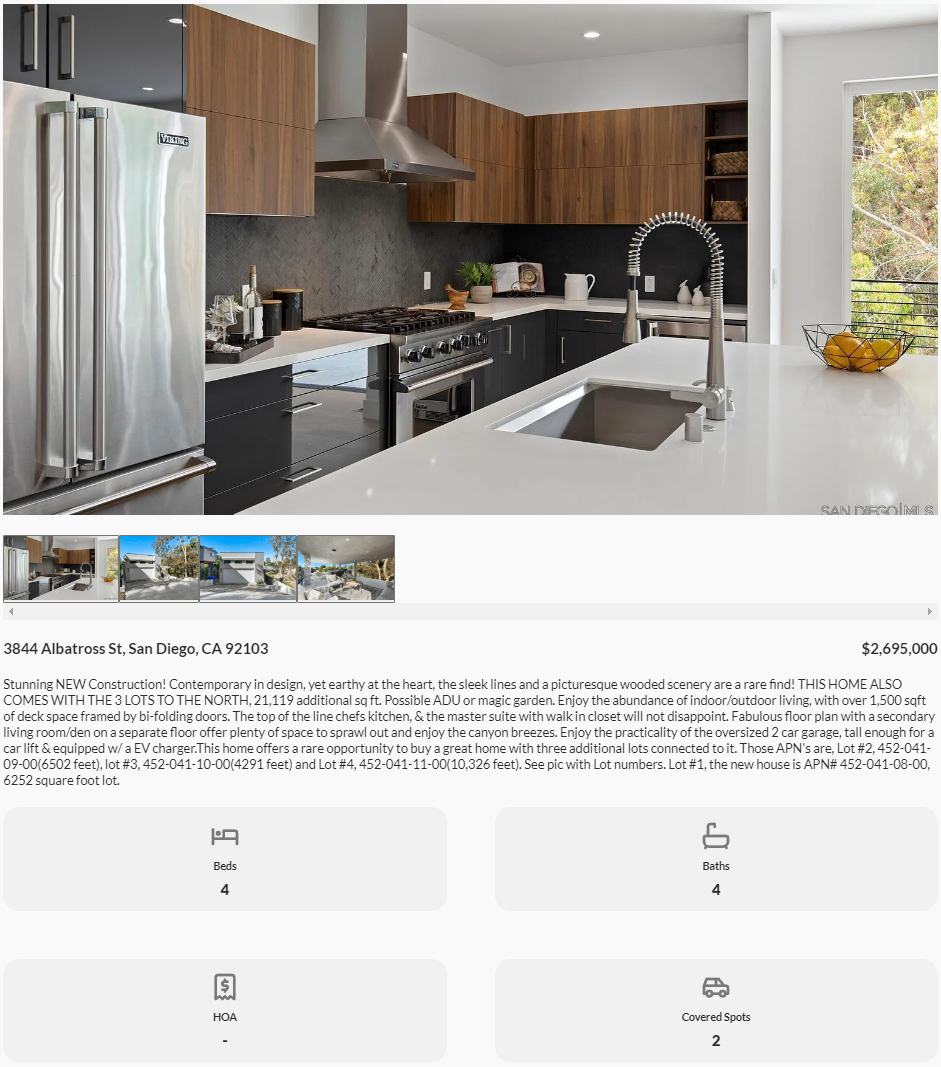 VIKING
SAN DIEGO|MLS
3844 Albatross St, San Diego, CA 92103
$2,695,000
Stunning NEW Construction! Contemporary in design, yet earthy at the heart, the sleek lines and a picturesque wooded scenery are a rare find! THIS HOME ALSO
COMES WITH THE 3 LOTS TO THE NORTH, 21,119 additional sq ft. Possible ADU or magic garden. Enjoy the abundance of indoor/outdoor living, with over 1,500 sqft
of deck space framed by bi-folding doors. The top of the line chefs kitchen, & the master suite with walk in closet will not disappoint. Fabulous floor plan with a secondary
living room/den on a separate floor offer plenty of space to sprawl out and enjoy the canyon breezes. Enjoy the practicality of the oversized 2 car garage, tall enough for a
car lift & equipped w/ a EV charger.This home offers a rare opportunity to buy a great home with three additional lots connected to it. Those APN's are, Lot #2, 452-041-
09-00(6502 feet), lot #3, 452-041-10-00(4291 feet) and Lot #4, 452-041-11-00(10,326 feet). See pic with Lot numbers. Lot #1, the new house is APN# 452-041-08-00,
6252 square foot lot.
Beds
4
Baths
4
HOA
-
Covered Spots
2